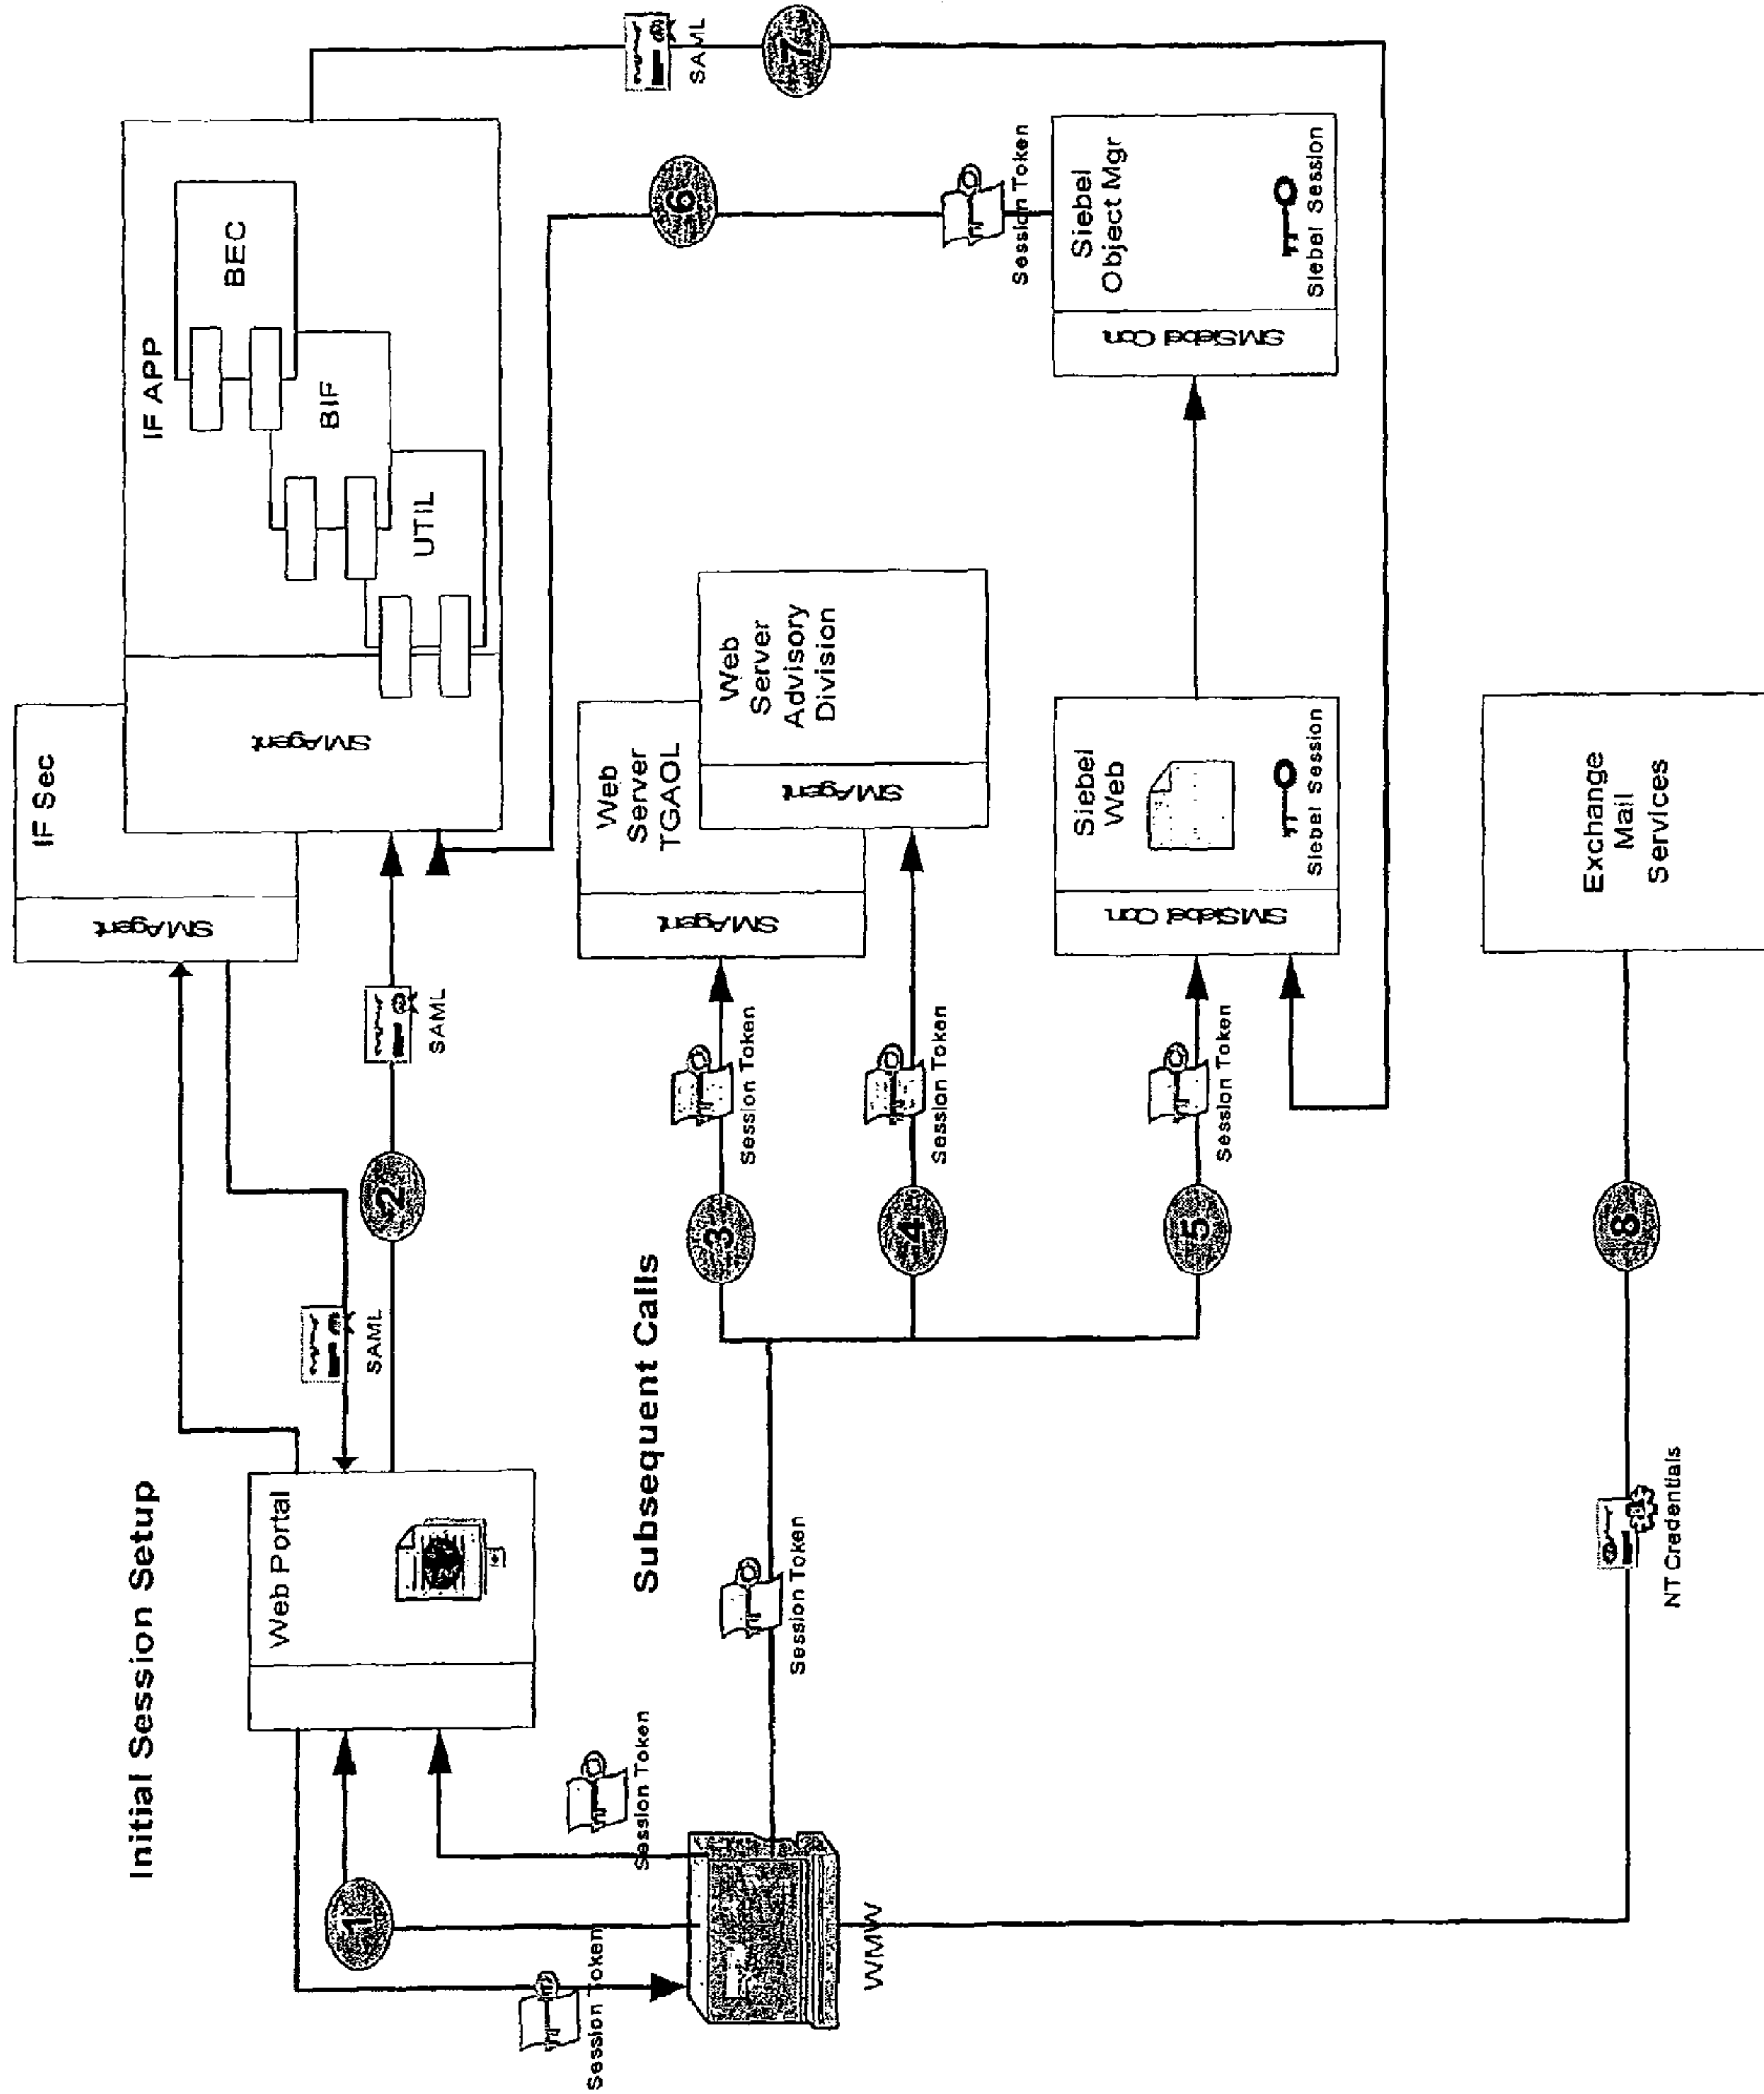 IF Sec
SMAgent
Initial Session Setup
IF APP
BEC
Web Portal
SMAgent
BIF
1
SAML
2
UTIL
SAML
Session Token
Session Token
Subsequent Calls
Web
Server
TGAOL
SMAgent
6
SAML
3
Session Token
Web
Server
Advisory
Division
SMAgent
7
Session Token
WMW
4
Session Token
Session Token
Siebel
Web
SMSiebel Con.
Siebel Session
Siebel
Object Mgr
SMSiebel Con.
Siebel Session
5
Session Token
Exchange
Mail
Services
8
NT Credentials